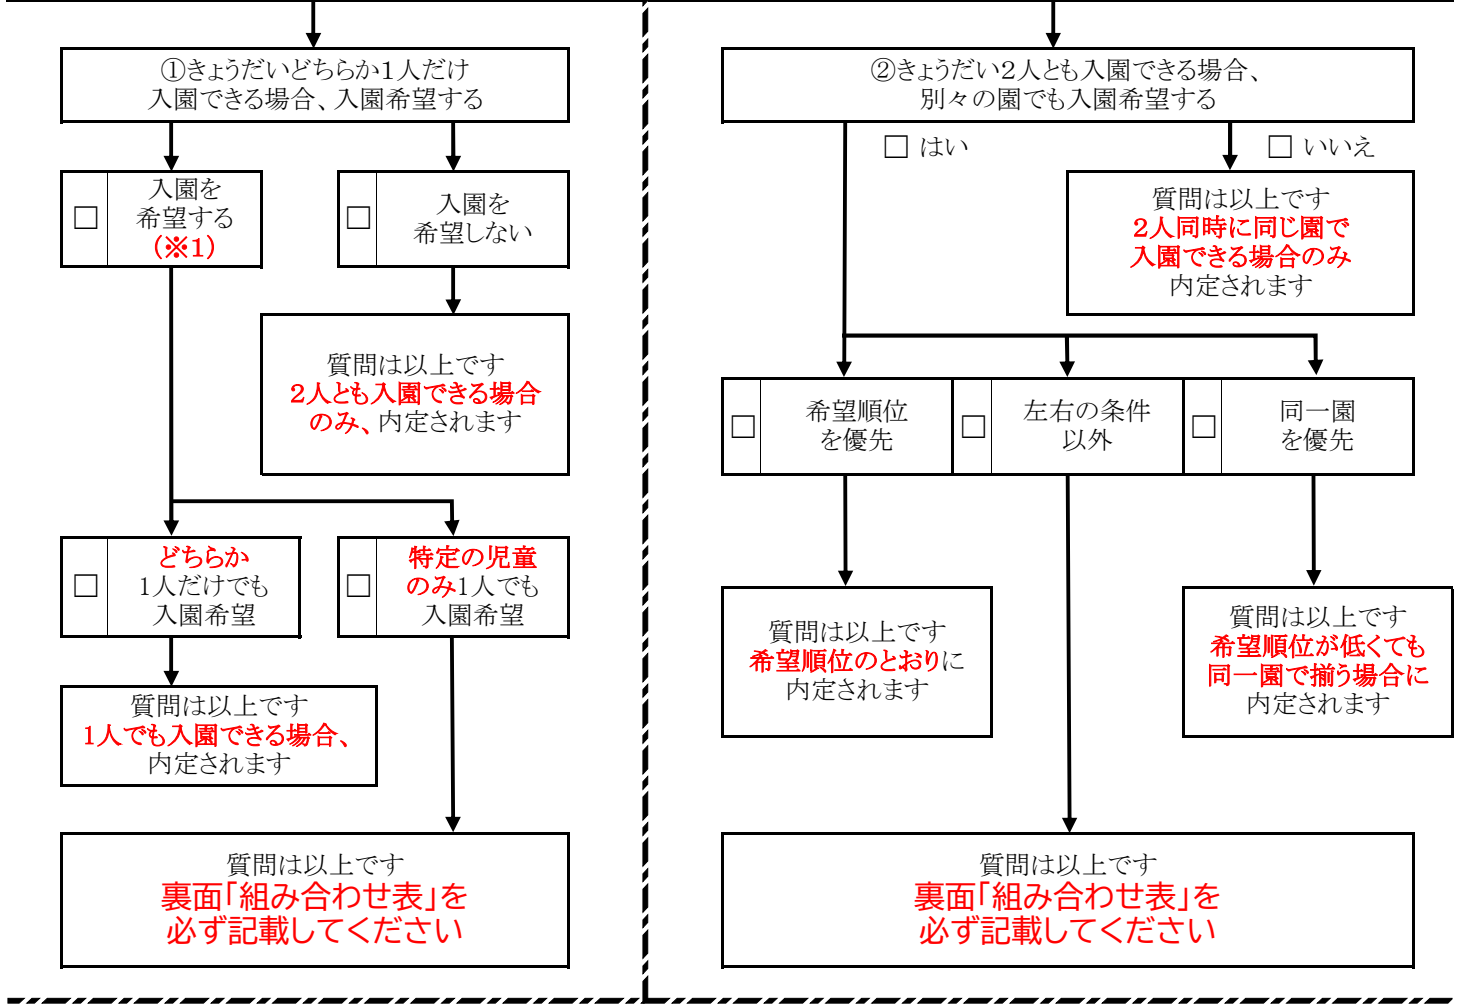 ①きょうだいどちらか１人だけ
入園できる場合、入園希望する
□
入園を
希望する
(※１)
□
入園を
希望しない
質問は以上です
２人とも入園できる場合
のみ、内定されます
□
どちらか
1人だけでも
入園希望
□
特定の児童
のみ1人でも
入園希望
質問は以上です
１人でも入園できる場合、
内定されます
質問は以上です
裏面「組み合わせ表」を
必ず記載してください
②きょうだい２人とも入園できる場合、
別々の園でも入園希望する
□ はい
□ いいえ
質問は以上です
２人同時に同じ園で
入園できる場合のみ
内定されます
□
希望順位
を優先
□
左右の条件
以外
□
同一園
を優先
質問は以上です
希望順位のとおりに
内定されます
質問は以上です
希望順位が低くても
同一園で揃う場合に
内定されます
質問は以上です
裏面「組み合わせ表」を
必ず記載してください